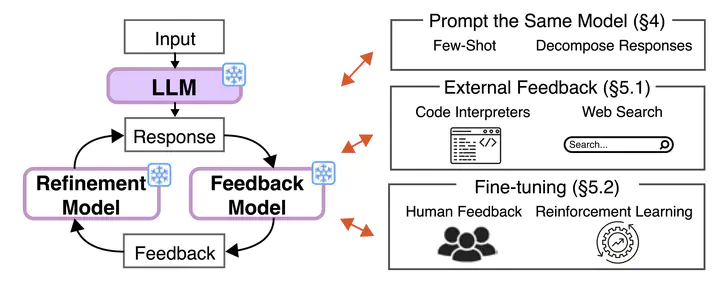 Input
LLM
Response
Refinement
Model
Feedback
Model
Feedback
Prompt the Same Model (§4)
Few-Shot Decompose Responses
External Feedback (§5.1)
Code Interpreters Web Search
</>
Search...
Fine-tuning (§5.2)
Human Feedback Reinforcement Learning